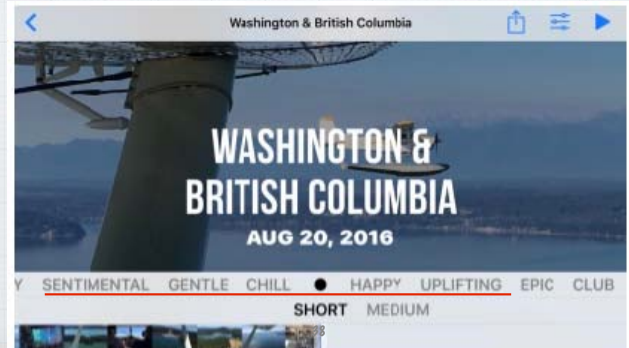 Washington & British Columbia
WASHINGTON &
BRITISH COLUMBIA
AUG 20, 2016
Y SENTIMENTAL GENTLE CHILL HAPPY UPLIFTING EPIC CLUB
SHORT MEDIUM